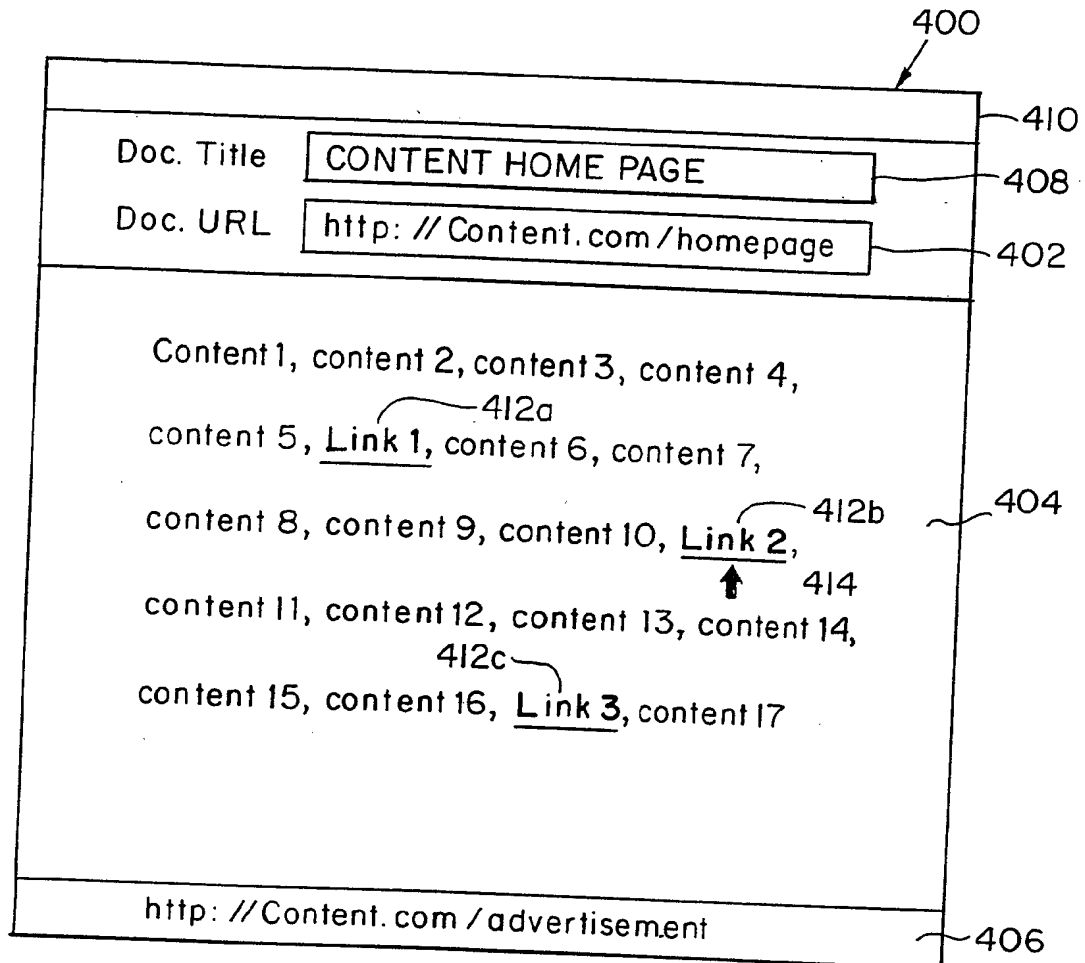 400
410
Doc. Title CONTENT HOME PAGE 408
Doc. URL http: //Content.com/homepage 402
Content 1, content 2, content 3, content 4,
412a
content 5, Link 1, content 6, content 7,
412b 404
content 8, content 9, content 10, Link 2,
414
content 11, content 12, content 13, content 14,
412c
content 15, content 16, Link 3, content 17
http: //Content.com/advertisement 406